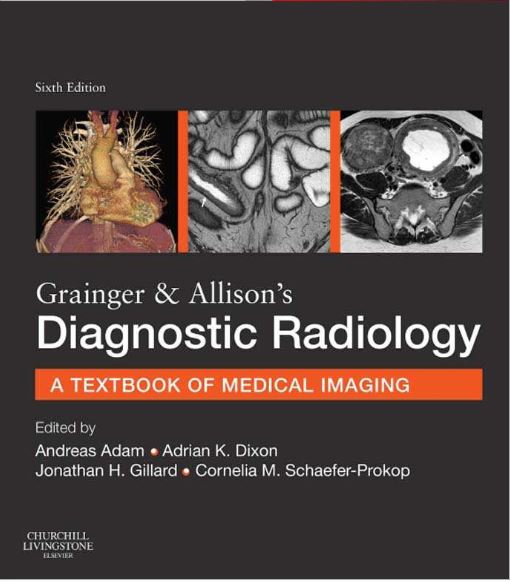 Sixth Edition
Grainger & Allison's
Diagnostic Radiology
A TEXTBOOK OF MEDICAL IMAGING
Edited by
Andreas Adam • Adrian K. Dixon
Jonathan H. Gillard • Cornelia M. Schaefer-Prokop
CHURCHILL
LIVINGSTONE
ELSEVIER